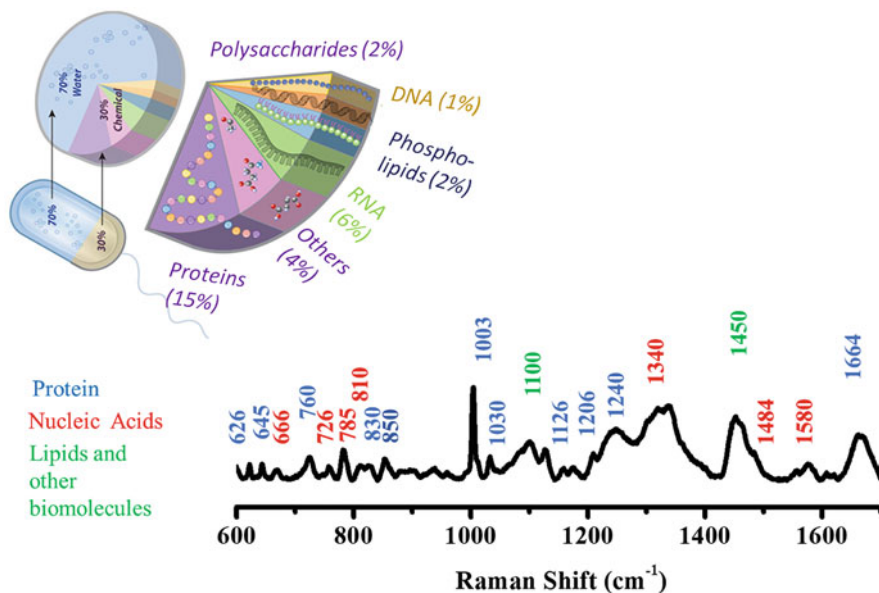 Polysaccharides (2%)
DNA (1%)
Phospho-
lipids (2%)
RNA
(6%)
Others
(4%)
Proteins
(15%)
70%
Water
30%
Chemical
70%
30%
Protein
Nucleic Acids
Lipids and
other
biomolecules
626
645
666
726
760
785
810
830
850
1003
1030
1100
1126
1206
1240
1340
1450
1484
1580
1664
600 800 1000 1200 1400 1600
Raman Shift (cm⁻¹)